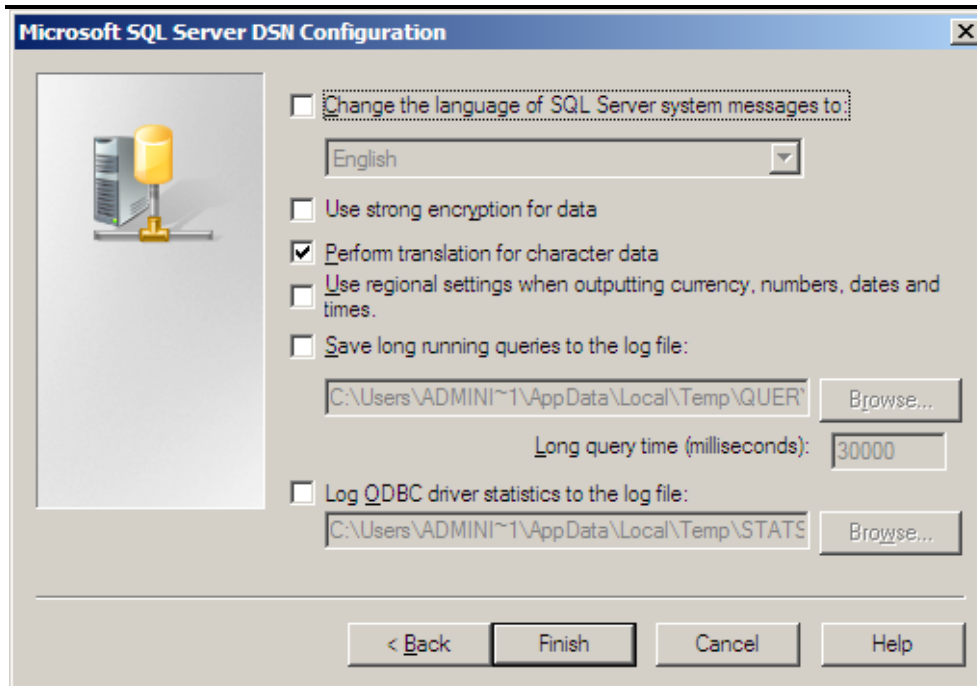 Microsoft SQL Server DSN Configuration
Change the language of SQL Server system messages to:
English
Use strong encryption for data
Perform translation for character data
Use regional settings when outputting currency, numbers, dates and
times.
Save long running queries to the log file:
C:\Users\ADMINI~1\AppData\Local\Temp\QUER
Browse...
Long query time (milliseconds):
30000
Log ODBC driver statistics to the log file:
C:\Users\ADMINI~1\AppData\Local\Temp\STATS
Browse...
< Back
Finish
Cancel
Help